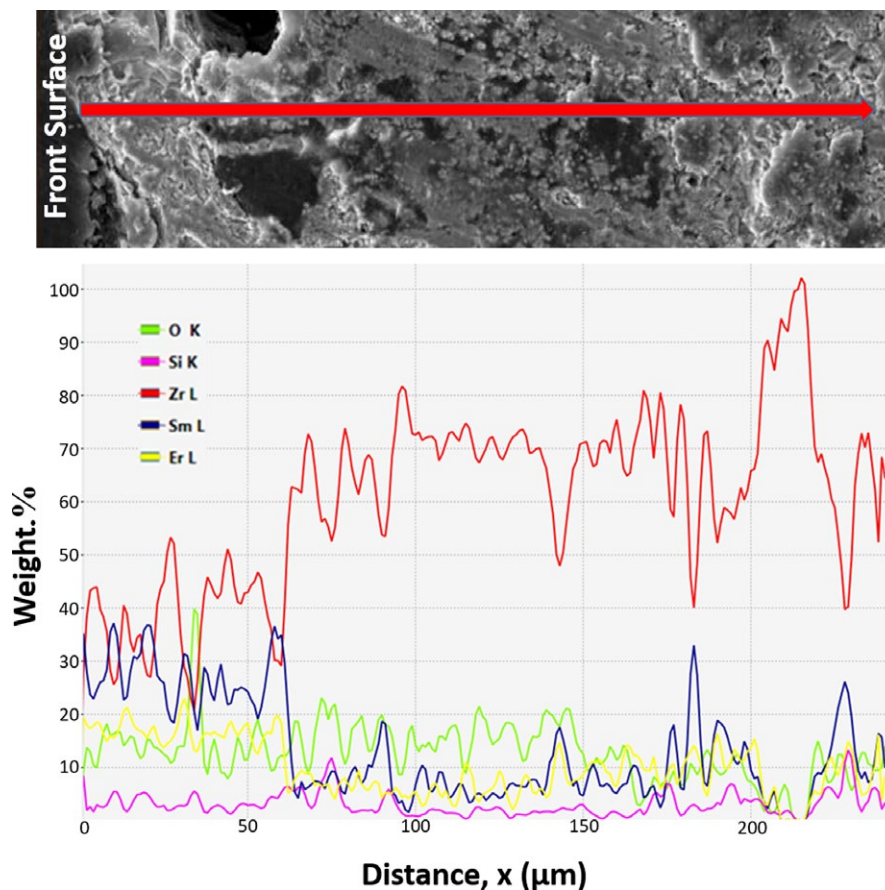 Front Surface
100
90
80
70
60
50
40
30
20
10
O K
Si K
Zr L
Sm L
Er L
Weight.%
0 50 100 150 200
Distance, x (µm)